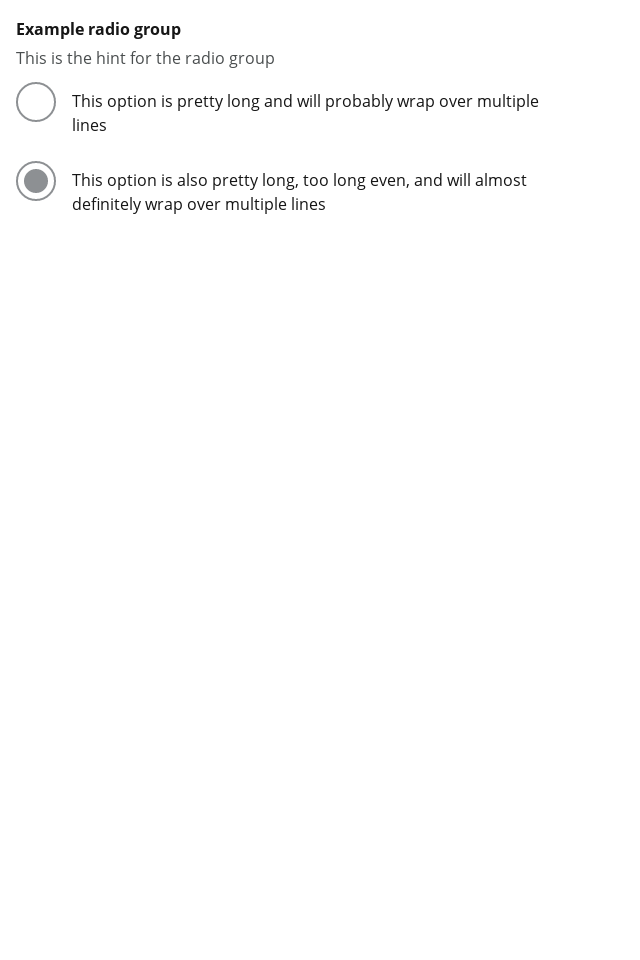 Example radio group
This is the hint for the radio group
This option is pretty long and will probably wrap over multiple
lines
This option is also pretty long, too long even, and will almost
definitely wrap over multiple lines